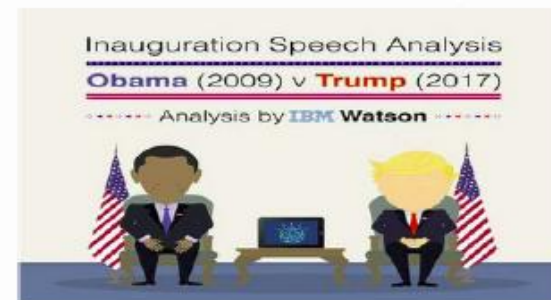 Inauguration Speech Analysis
Obama (2009) v Trump (2017)
Analysis by IBM Watson